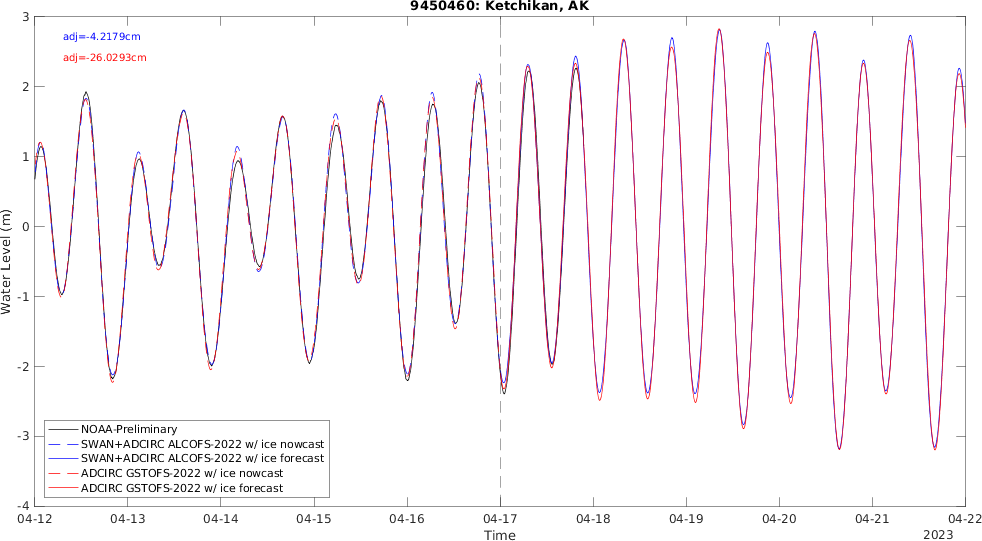 9450460: Ketchikan, AK
adj=-4.2179cm
adj=-26.0293cm
3
2
1
0
-1
-2
-3
-4
Water Level (m)
NOAA-Preliminary
SWAN+ADCIRC ALCOFS-2022 w/ ice nowcast
SWAN+ADCIRC ALCOFS-2022 w/ ice forecast
ADCIRC GSTOFS-2022 w/ ice nowcast
ADCIRC GSTOFS-2022 w/ ice forecast
04-12 04-13 04-14 04-15 04-16 04-17 04-18 04-19 04-20 04-21 04-22
Time
2023